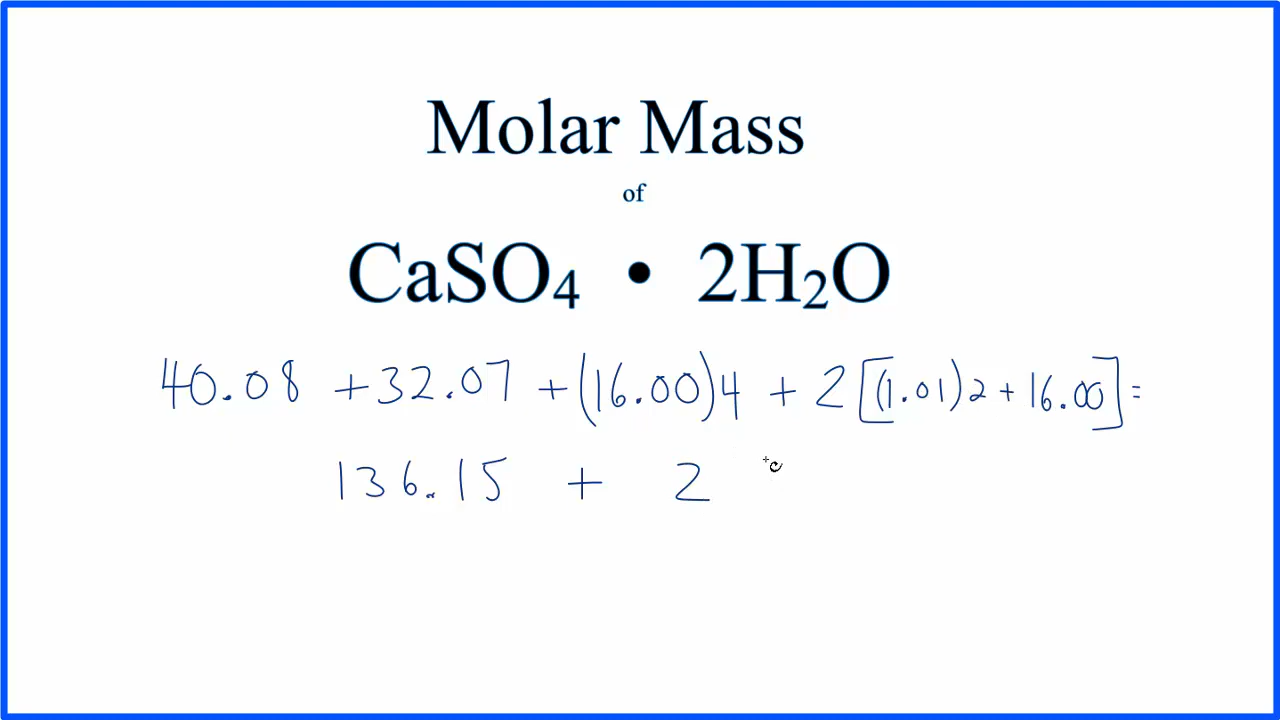 Molar Mass
of
CaSO₄ • 2H₂O
40.08 +32.07 +(16.00)4 + 2[(1.01)2+16.00]=
136.15 + 2